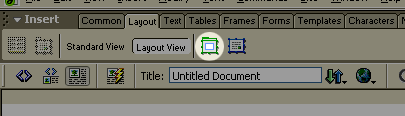 Insert Common Layout Text Tables Frames Forms Templates Characters
Standard View Layout View
Title: Untitled Document